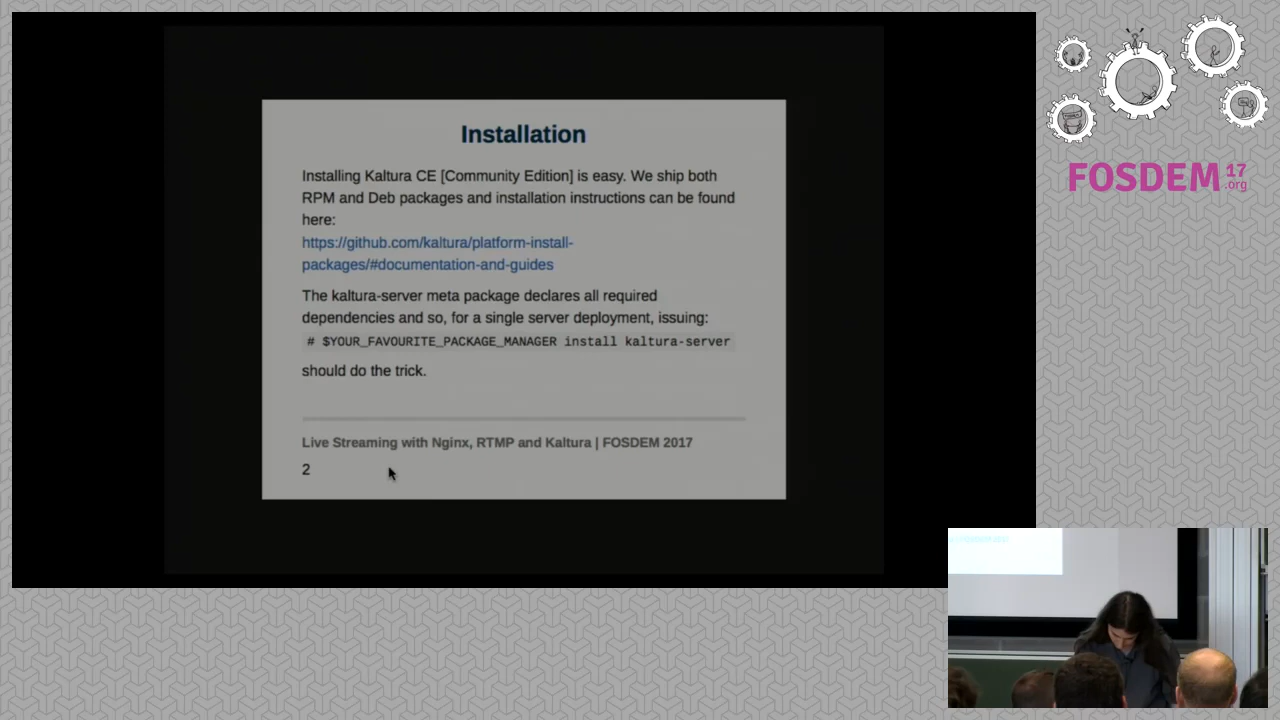 Installation
Installing Kaltura CE [Community Edition] is easy. We ship both
RPM and Deb packages and installation instructions can be found
here:
https://github.com/kaltura/platform-install-
packages/#documentation-and-guides
The kaltura-server meta package declares all required
dependencies and so, for a single server deployment, issuing:
# $YOUR_FAVOURITE_PACKAGE_MANAGER install kaltura-server
should do the trick.
Live Streaming with Nginx, RTMP and Kaltura | FOSDEM 2017
2
FOSDEM 17
.org